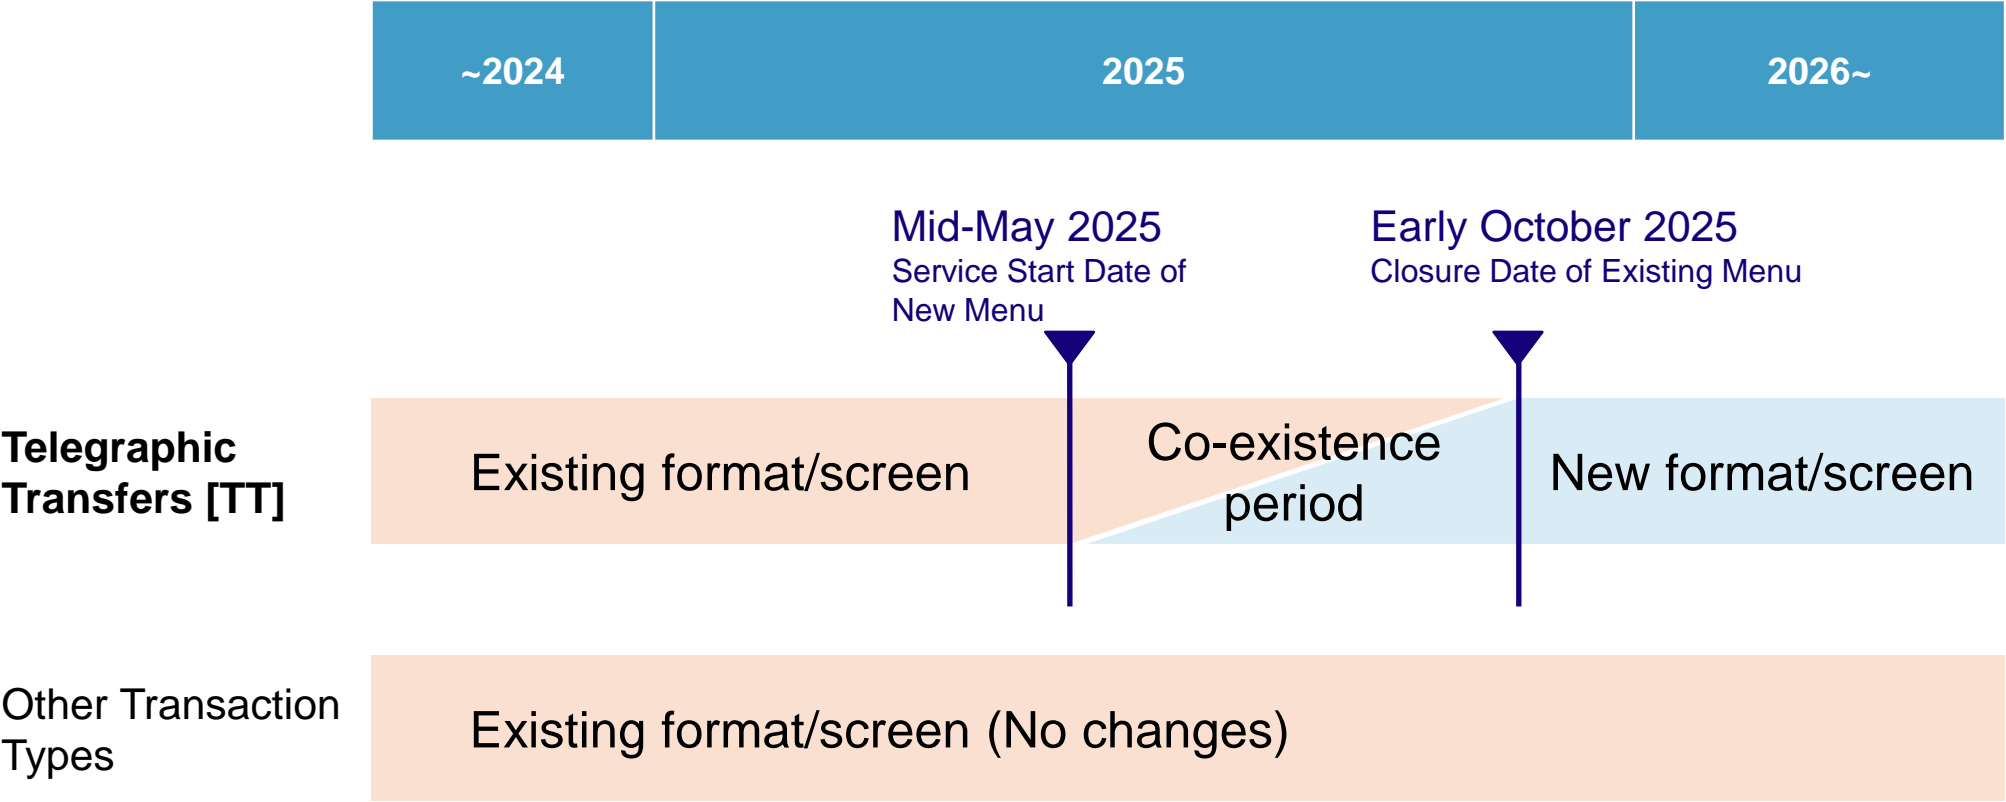 ~2024
2025
2026~
Mid-May 2025
Service Start Date of
New Menu
Early October 2025
Closure Date of Existing Menu
Telegraphic
Transfers [TT]
Existing format/screen
Co-existence
period
New format/screen
Other Transaction
Types
Existing format/screen (No changes)